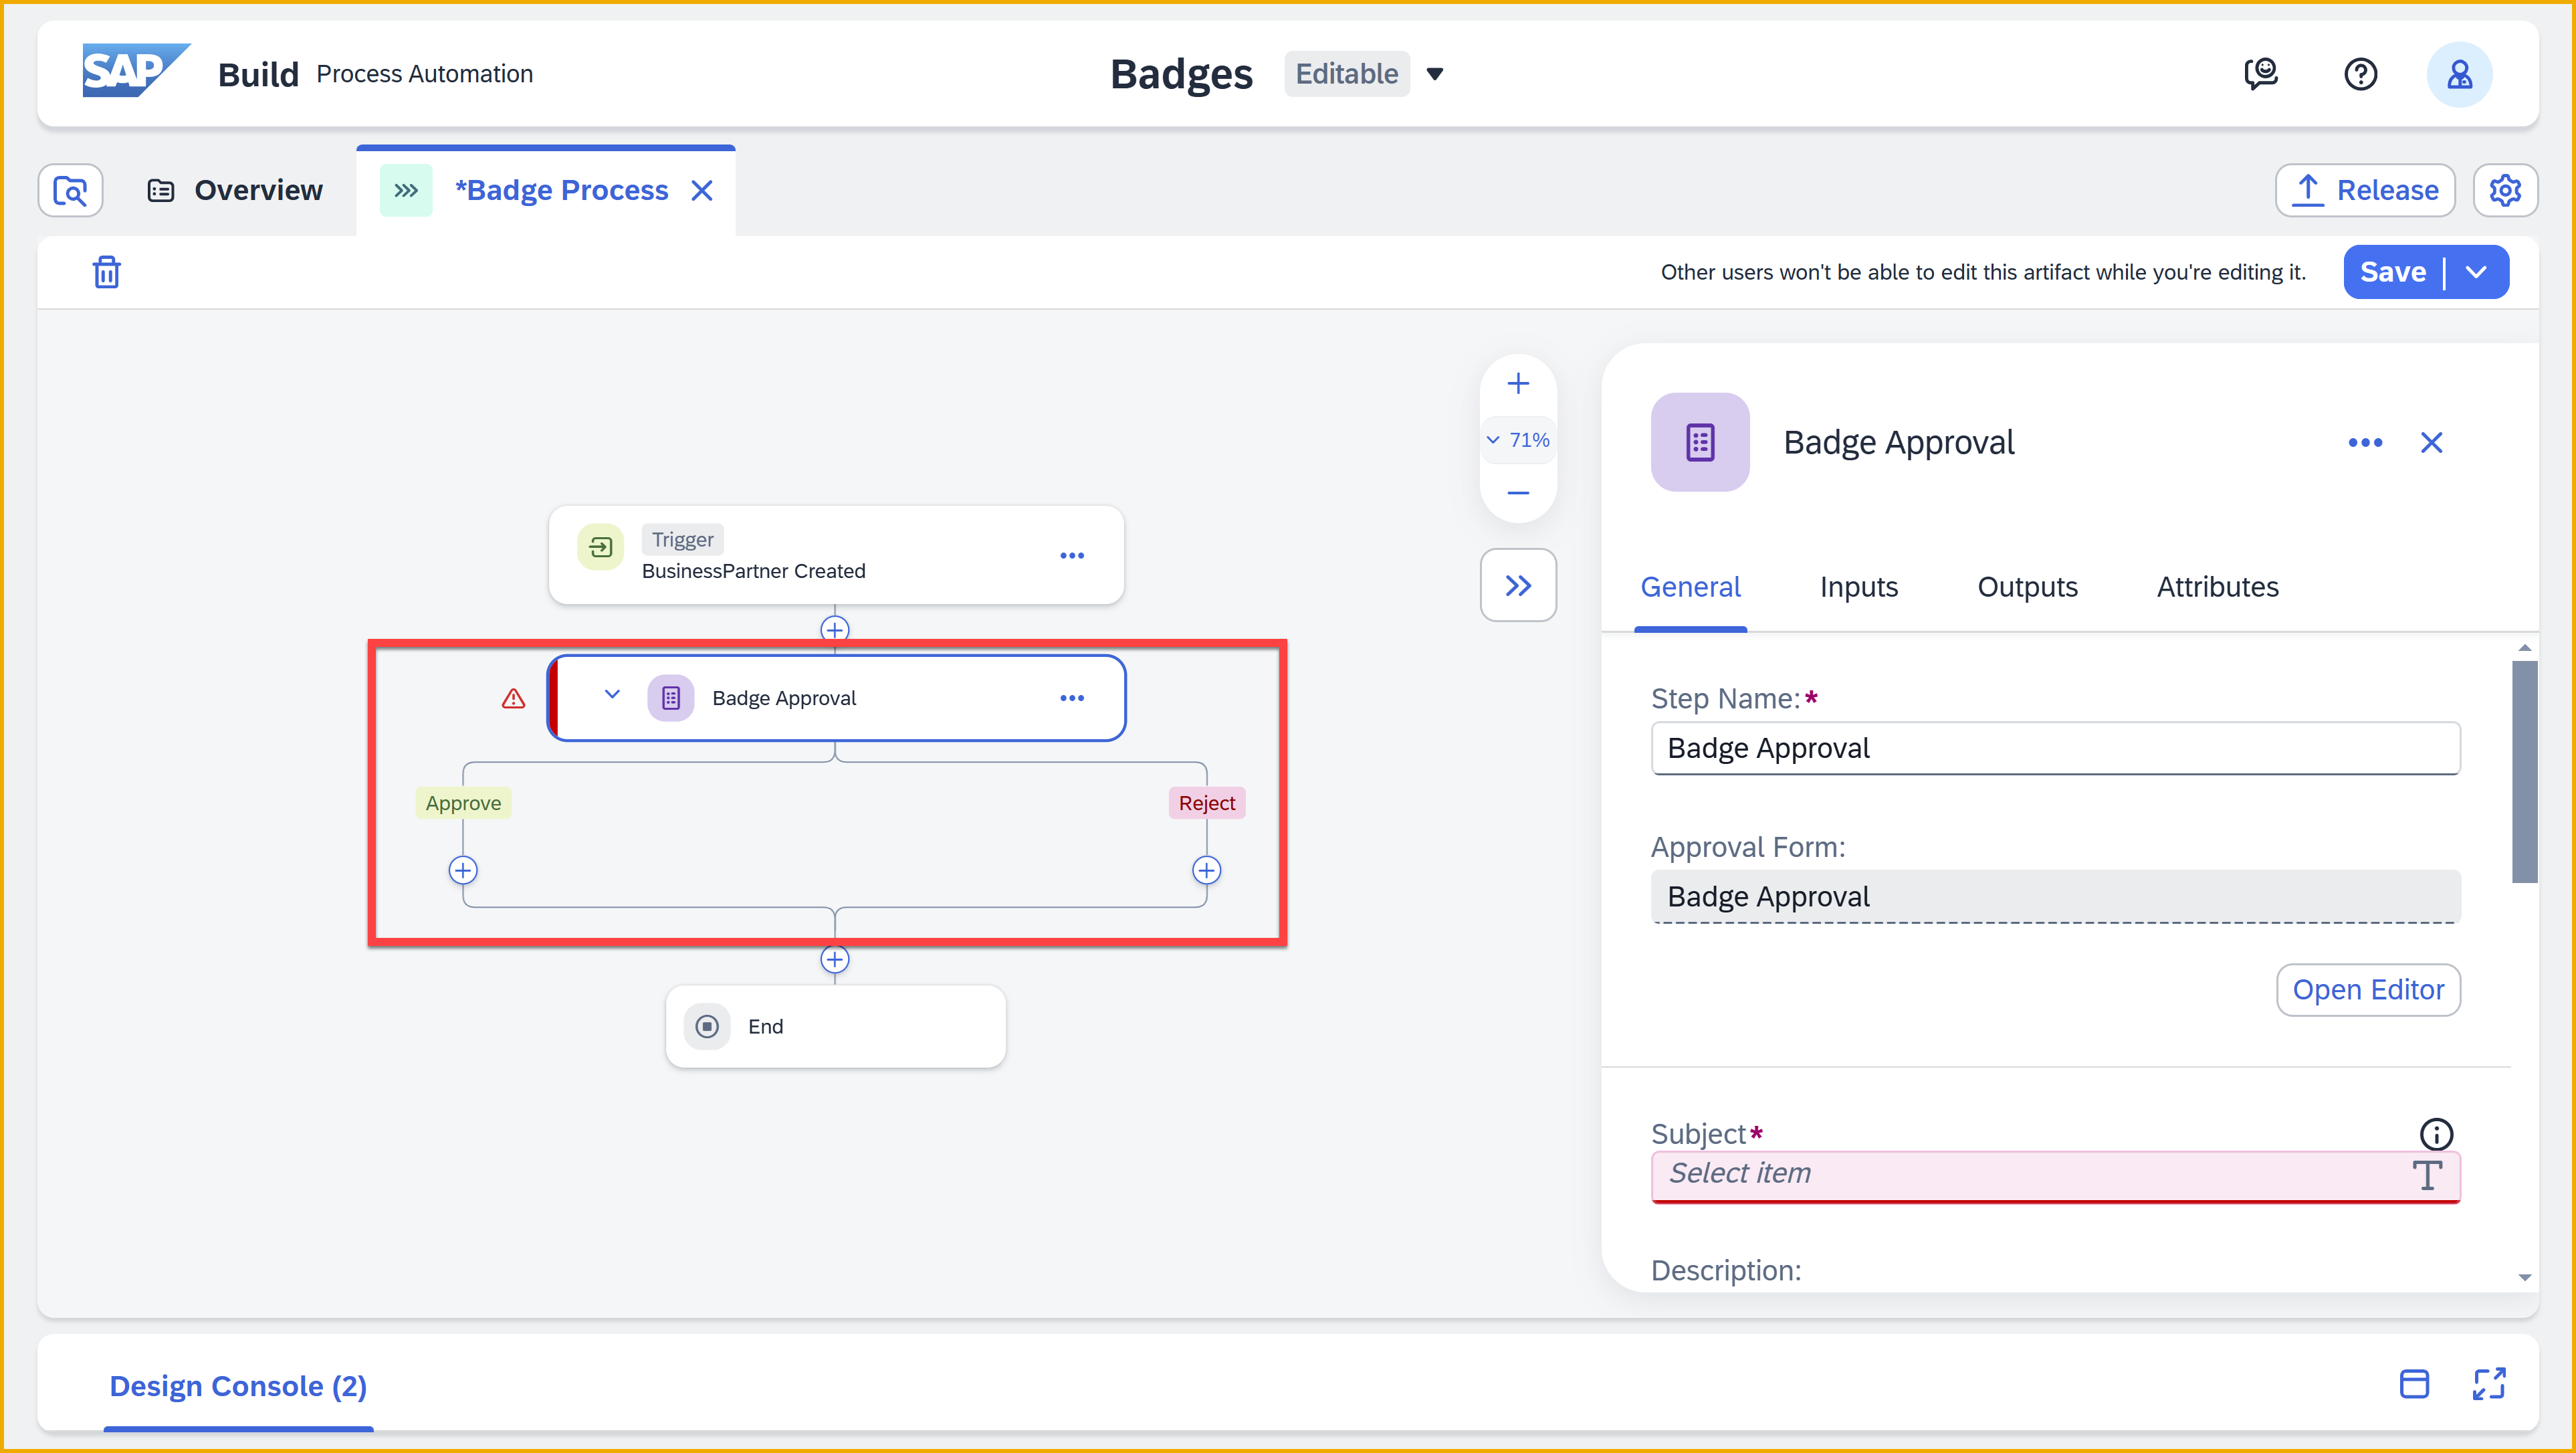 SAP Build Process Automation
Badges Editable
Overview
*Badge Process
Release
Other users won't be able to edit this artifact while you're editing it.
Save
71%
Trigger
BusinessPartner Created
Badge Approval
Approve
Reject
End
Badge Approval
General Inputs Outputs Attributes
Step Name:*
Badge Approval
Approval Form:
Badge Approval
Open Editor
Subject*
Select item
Description:
Design Console (2)